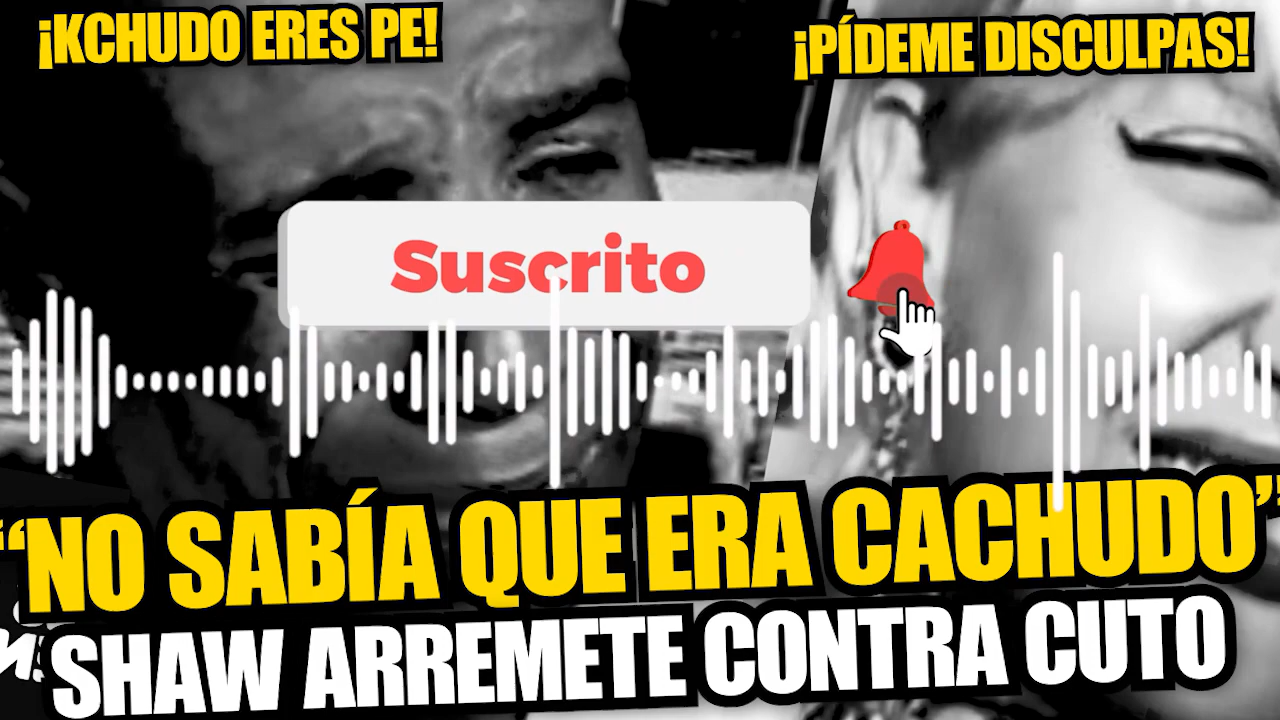 ¡KCHUDO ERES PE!
¡PÍDEME DISCULPAS!
Suscrito
“NO SABÍA QUE ERA CACHUDO”
SHAW ARREMETE CONTRA CUTO